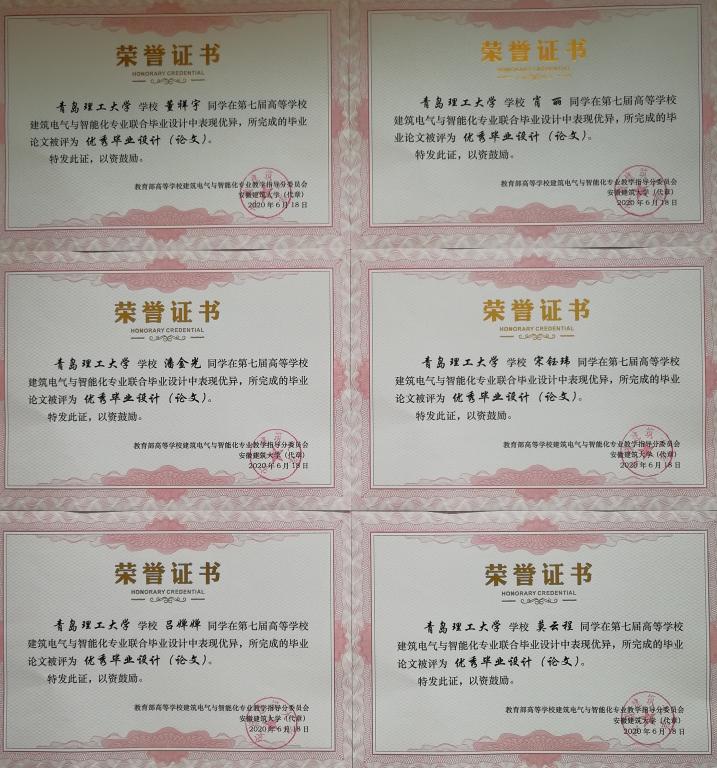 荣誉证书
HONORARY CREDENTIAL
青岛理工大学 学校 董祥宇 同学在第七届高等学校
建筑电气与智能化专业联合毕业设计中表现优异，所完成的毕业
论文被评为 优秀毕业设计（论文）。
特发此证，以资鼓励。
教育部高等学校建筑电气与智能化专业教学指导分委员会
安徽建筑大学（代章）
2020年6月18日
荣誉证书
HONORARY CREDENTIAL
青岛理工大学 学校 肖丽 同学在第七届高等学校
建筑电气与智能化专业联合毕业设计中表现优异，所完成的毕
业论文被评为 优秀毕业设计（论文）。
特发此证，以资鼓励。
教育部高等学校建筑电气与智能化专业教学指导分委员会
安徽建筑大学（代章）
2020年6月18日
荣誉证书
HONORARY CREDENTIAL
青岛理工大学 学校 潘金光 同学在第七届高等学校
建筑电气与智能化专业联合毕业设计中表现优异，所完成的毕业
论文被评为 优秀毕业设计（论文）。
特发此证，以资鼓励。
教育部高等学校建筑电气与智能化专业教学指导分委员会
安徽建筑大学（代章）
2020年6月18日
荣誉证书
HONORARY CREDENTIAL
青岛理工大学 学校 宋钰玮 同学在第七届高等学校
建筑电气与智能化专业联合毕业设计中表现优异，所完成的毕业
论文被评为 优秀毕业设计（论文）。
特发此证，以资鼓励。
教育部高等学校建筑电气与智能化专业教学指导分委员会
安徽建筑大学（代章）
2020年6月18日
荣誉证书
HONORARY CREDENTIAL
青岛理工大学 学校 吕婵婵 同学在第七届高等学校
建筑电气与智能化专业联合毕业设计中表现优异，所完成的毕业
论文被评为 优秀毕业设计（论文）。
特发此证，以资鼓励。
教育部高等学校建筑电气与智能化专业教学指导分委员会
安徽建筑大学（代章）
2020年6月18日
荣誉证书
HONORARY CREDENTIAL
青岛理工大学 学校 莫云程 同学在第七届高等学校
建筑电气与智能化专业联合毕业设计中表现优异，所完成的毕业
论文被评为 优秀毕业设计（论文）。
特发此证，以资鼓励。
教育部高等学校建筑电气与智能化专业教学指导分委员会
安徽建筑大学（代章）
2020年6月18日